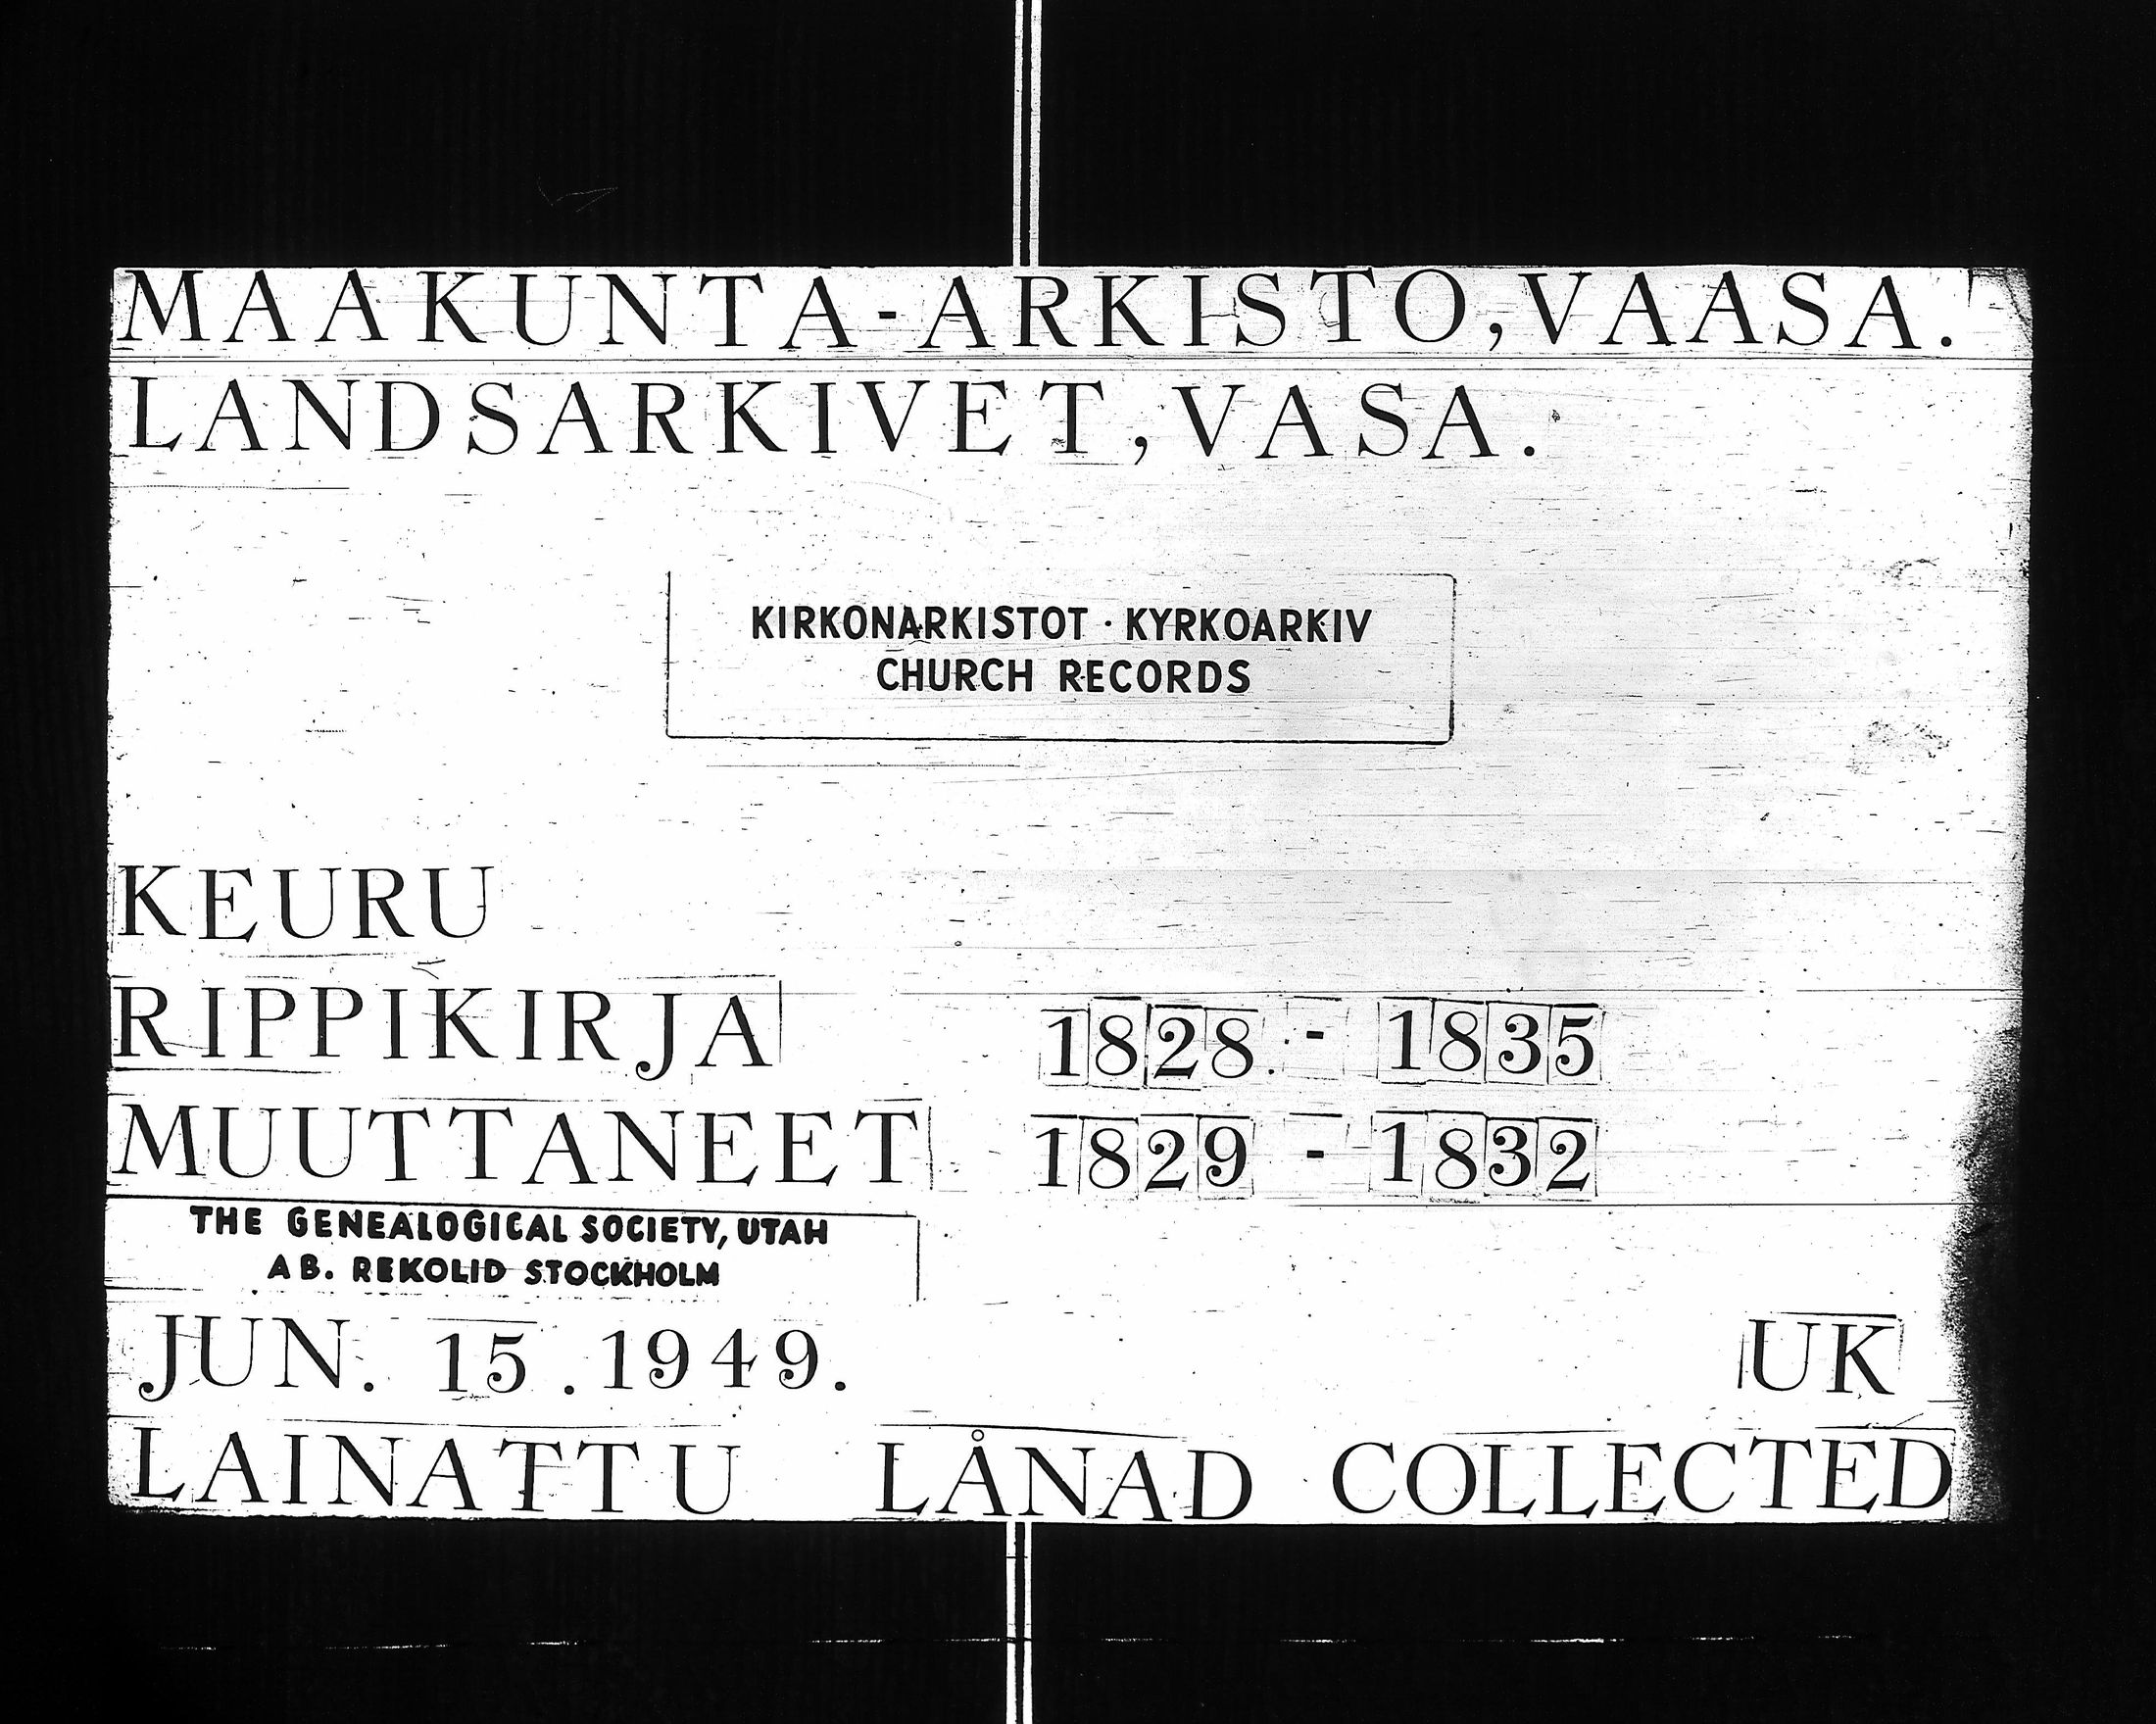 MAAKUNTA-ARKISTO, VAASA.
LANDSARKIVET, VASA.
KIRKONARKISTOT · KYRKOARKIV
CHURCH RECORDS
KEURU
RIPPIKIRJA 1828. - 1835
MUUTTANEET 1829 - 1832
THE GENEALOGICAL SOCIETY, UTAH
AB. REKOLID STOCKHOLM
JUN. 15. 1949. UK
LAINATTU LÅNAD COLLECTED